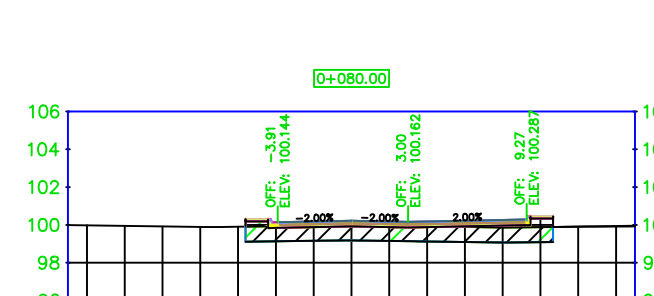 0+080.00
106
104
102
100
98
OFF: -3.91
ELEV: 100.144
OFF: 3.00
ELEV: 100.162
OFF: 9.27
ELEV: 100.287
-2.00%
-2.00%
2.00%